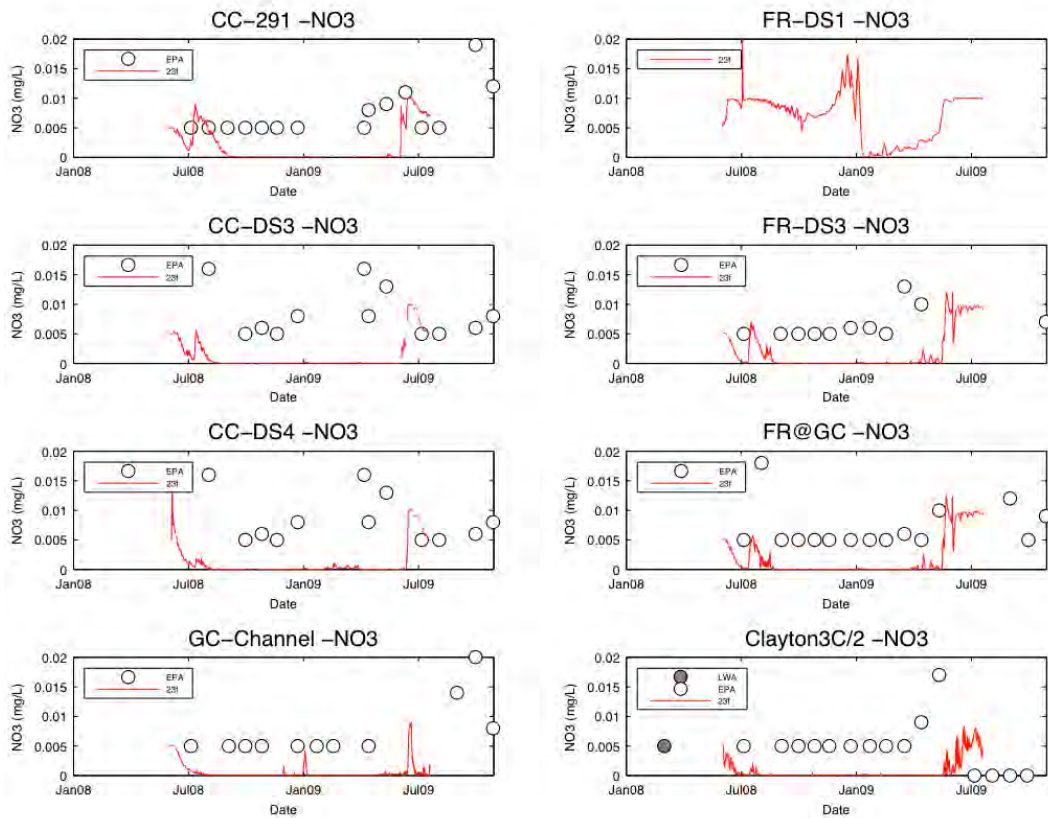 CC-291 -NO3
NO3 (mg/L)
0.02
0.015
0.01
0.005
0
EPA
23f
Jan08
Jul08
Jan09
Jul09
Date
FR-DS1 -NO3
NO3 (mg/L)
0.02
0.015
0.01
0.005
0
23f
Jan08
Jul08
Jan09
Jul09
Date
CC-DS3 -NO3
NO3 (mg/L)
0.02
0.015
0.01
0.005
0
EPA
23f
Jan08
Jul08
Jan09
Jul09
Date
FR-DS3 -NO3
NO3 (mg/L)
0.02
0.015
0.01
0.005
0
EPA
23f
Jan08
Jul08
Jan09
Jul09
Date
CC-DS4 -NO3
NO3 (mg/L)
0.02
0.015
0.01
0.005
0
EPA
23f
Jan08
Jul08
Jan09
Jul09
Date
FR@GC -NO3
NO3 (mg/L)
0.02
0.015
0.01
0.005
0
EPA
23f
Jan08
Jul08
Jan09
Jul09
Date
GC-Channel -NO3
NO3 (mg/L)
0.02
0.015
0.01
0.005
0
EPA
23f
Jan08
Jul08
Jan09
Jul09
Date
Clayton3C/2 -NO3
NO3 (mg/L)
0.02
0.015
0.01
0.005
0
LWA
EPA
23f
Jan08
Jul08
Jan09
Jul09
Date